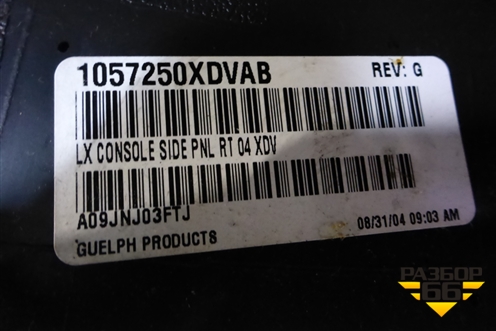 1057250XDVAB REV: G
LX CONSOLE SIDE PNL RT 04 XDV
A09JNJ03FTJ
GUELPH PRODUCTS 08/31/04 09:03 AM
РАЗБОР
66